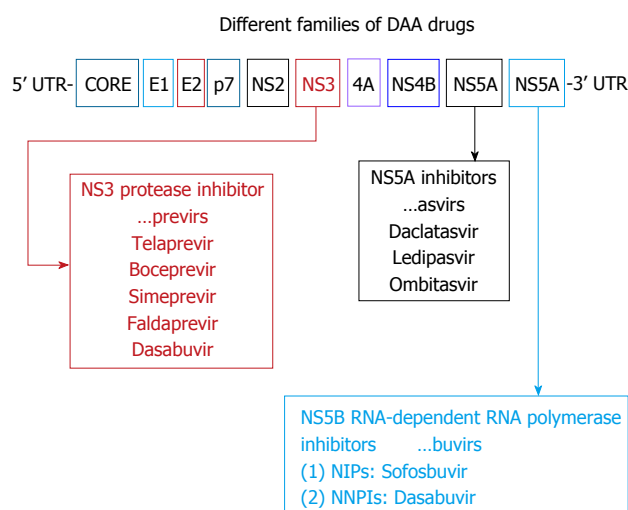 Different families of DAA drugs
5' UTR- CORE E1 E2 p7 NS2 NS3 4A NS4B NS5A NS5A -3' UTR
NS3 protease inhibitor
...previrs
Telaprevir
Boceprevir
Simeprevir
Faldaprevir
Dasabuvir
NS5A inhibitors
...asvirs
Daclatasvir
Ledipasvir
Ombitasvir
NS5B RNA-dependent RNA polymerase
inhibitors ...buvirs
(1) NIPs: Sofosbuvir
(2) NNPIs: Dasabuvir